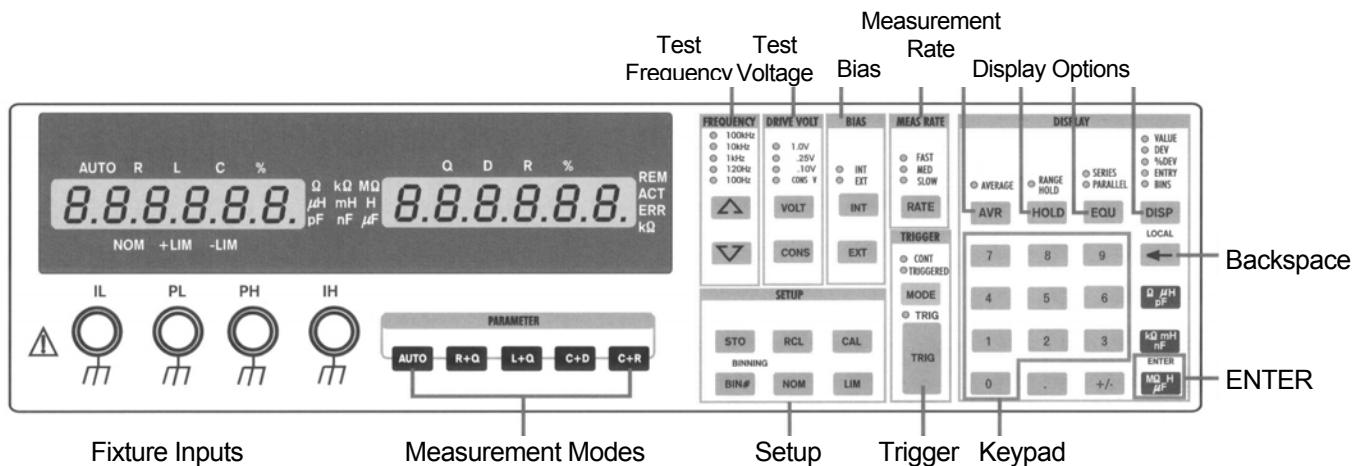 Test Frequency
Test Voltage
Bias
Measurement Rate
Display Options
AUTO R L C %
8.8.8.8.8.8.
Ω kΩ MΩ
μH mH H
pF nF μF
NOM +LIM -LIM
Q D R %
8.8.8.8.8.8.
REM
ACT
ERR
kΩ
FREQUENCY
100kHz
10kHz
1kHz
120Hz
100Hz
DRIVE VOLT
1.0V
.25V
.10V
CONS V
VOLT
CONS
BIAS
INT
EXT
INT
EXT
MEAS RATE
FAST
MED
SLOW
RATE
TRIGGER
CONT
TRIGGERED
MODE
TRIG
TRIG
DISPLAY
AVERAGE
RANGE HOLD
SERIES
PARALLEL
VALUE
DEV
%DEV
ENTRY
BINS
AVR HOLD EQU DISP
LOCAL
7 8 9
4 5 6
Ω μH
pF
1 2 3
kΩ mH
nF
ENTER
0 . +/-
MΩ H
μF
Backspace
ENTER
SETUP
STO RCL CAL
BINNING
BIN# NOM LIM
IL PL PH IH
PARAMETER
AUTO R+Q L+Q C+D C+R
Fixture Inputs
Measurement Modes
Setup
Trigger
Keypad